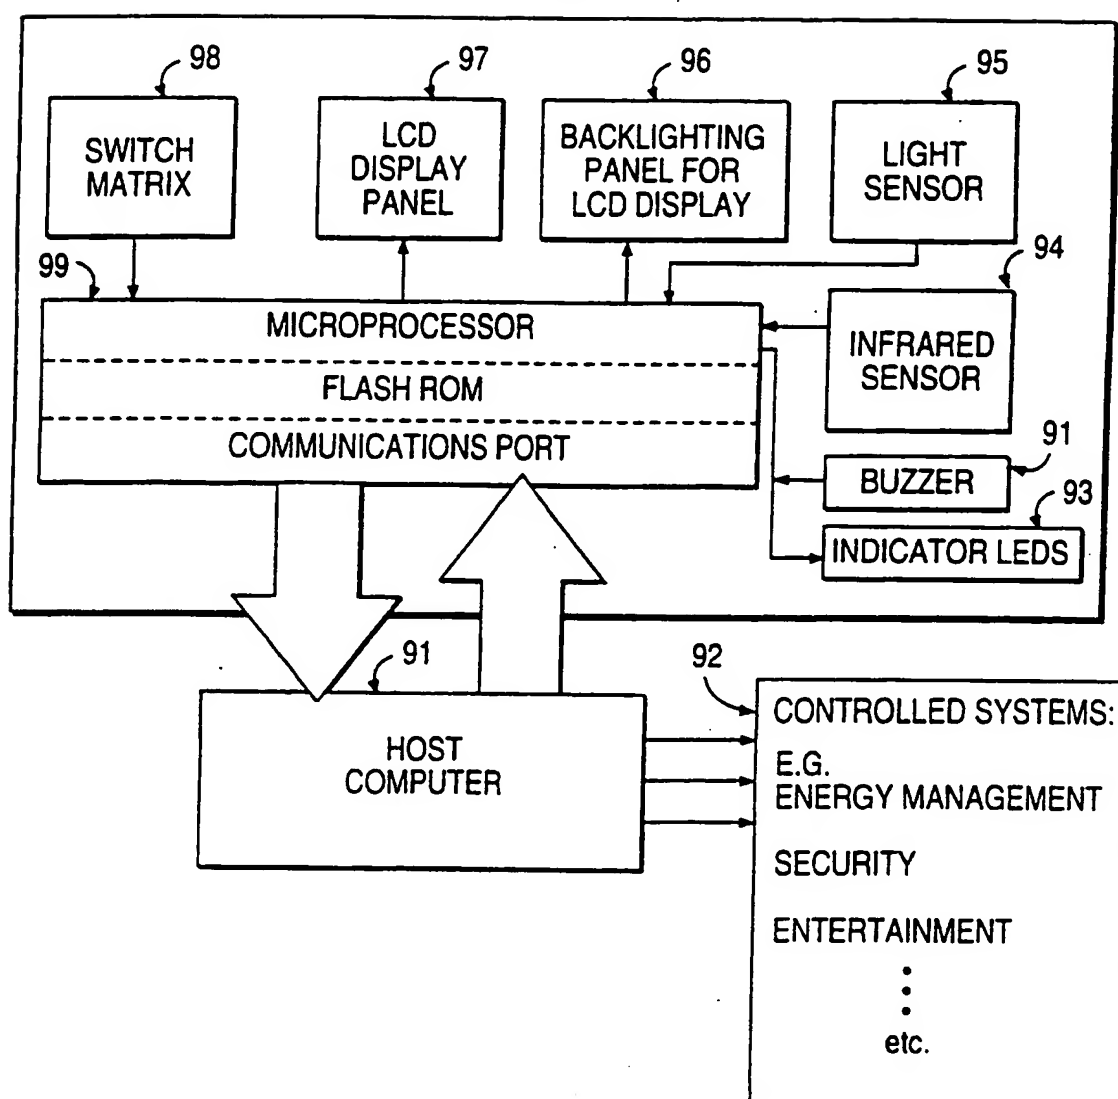 98
97
96
95
SWITCH
MATRIX
LCD
DISPLAY
PANEL
BACKLIGHTING
PANEL FOR
LCD DISPLAY
LIGHT
SENSOR
99
94
MICROPROCESSOR
FLASH ROM
COMMUNICATIONS PORT
INFRARED
SENSOR
91
BUZZER
93
INDICATOR LEDS
91
HOST
COMPUTER
92
CONTROLLED SYSTEMS:
E.G.
ENERGY MANAGEMENT
SECURITY
ENTERTAINMENT
etc.